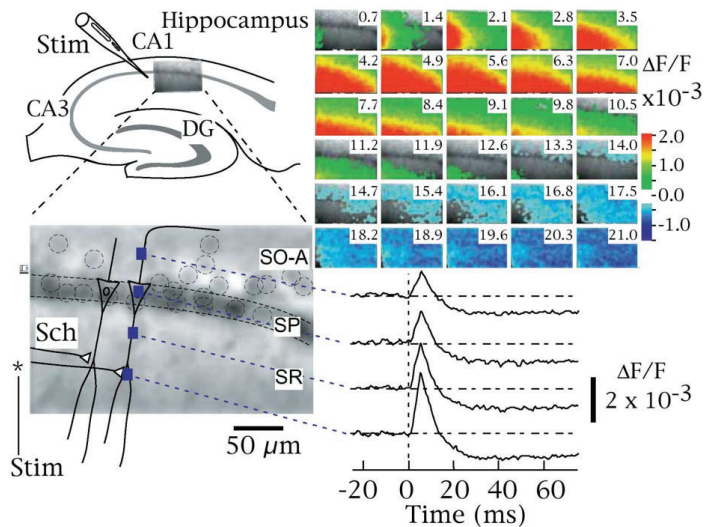 Hippocampus
Stim
CA1
CA3
DG
0.7 1.4 2.1 2.8 3.5
4.2 4.9 5.6 6.3 7.0
7.7 8.4 9.1 9.8 10.5
11.2 11.9 12.6 13.3 14.0
14.7 15.4 16.1 16.8 17.5
18.2 18.9 19.6 20.3 21.0
ΔF/F
x10⁻³
2.0
1.0
0.0
-1.0
SO-A
SP
Sch
SR
*
Stim
50 μm
ΔF/F
2 x 10⁻³
-20 0 20 40 60
Time (ms)